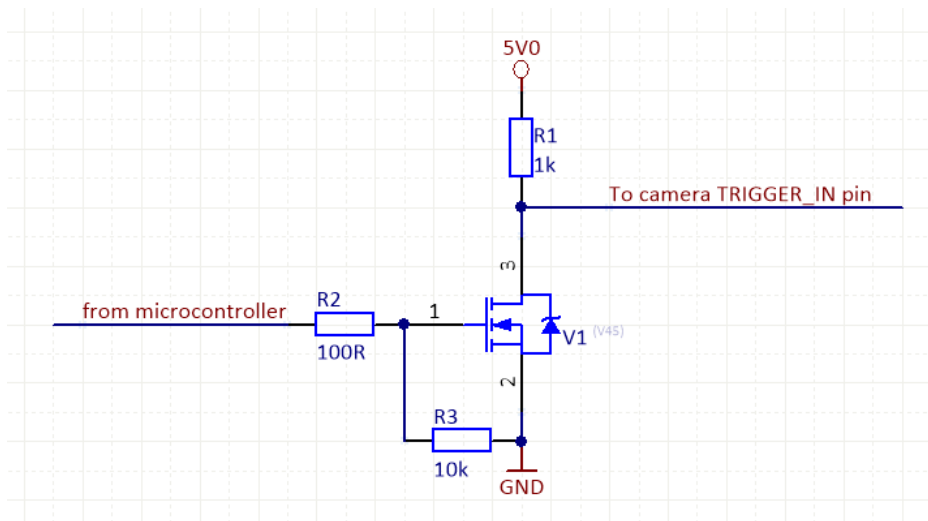 5V0
R1
1k
To camera TRIGGER_IN pin
3
from microcontroller
R2
1
100R
V1 (V45)
2
R3
10k
GND